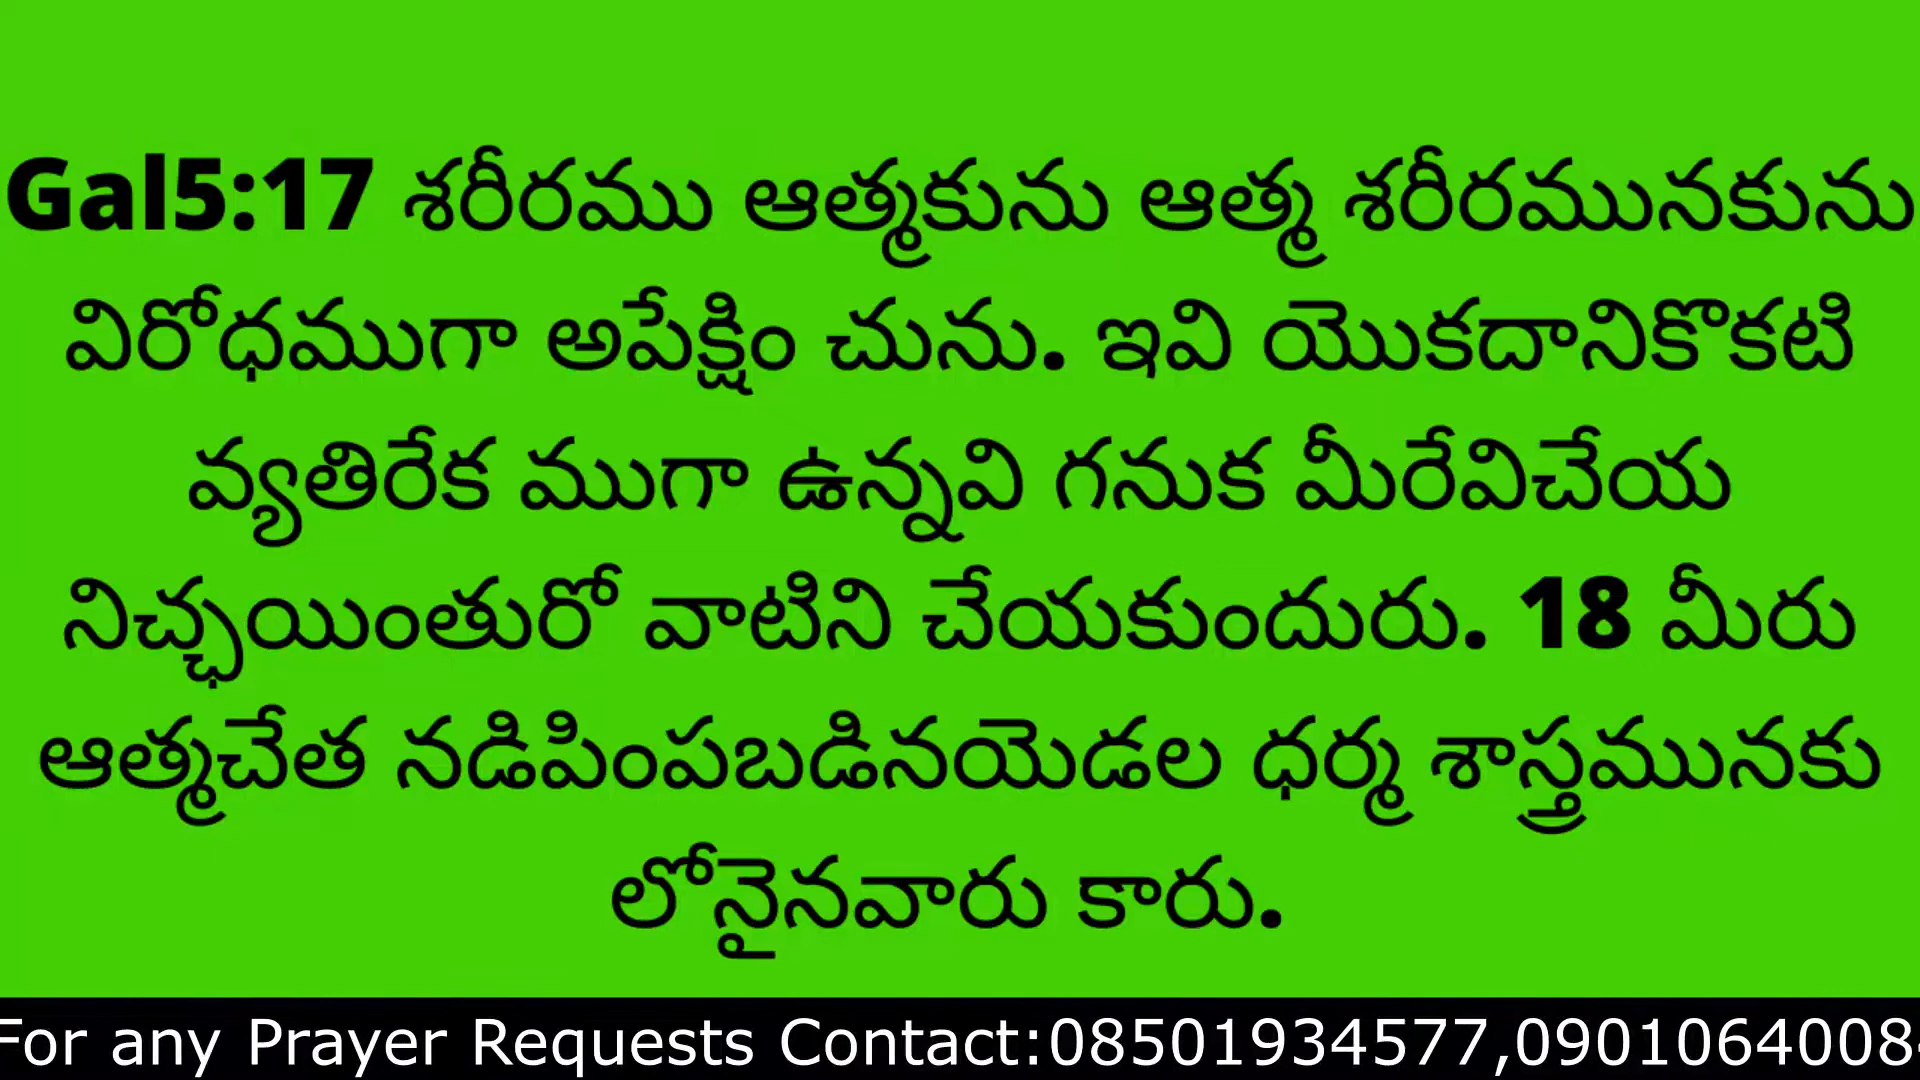 Gal5:17 శరీరము ఆత్మకును ఆత్మ శరీరమునకును
విరోధముగా అపేక్షిం చును. ఇవి యొకదానికొకటి
వ్యతిరేక ముగా ఉన్నవి గనుక మీరేవిచేయ
నిచ్ఛయింతురో వాటిని చేయకుందురు. 18 మీరు
ఆత్మచేత నడిపింపబడినయెడల ధర్మ శాస్త్రమునకు
లోనైనవారు కారు.
For any Prayer Requests Contact:08501934577,0901064008